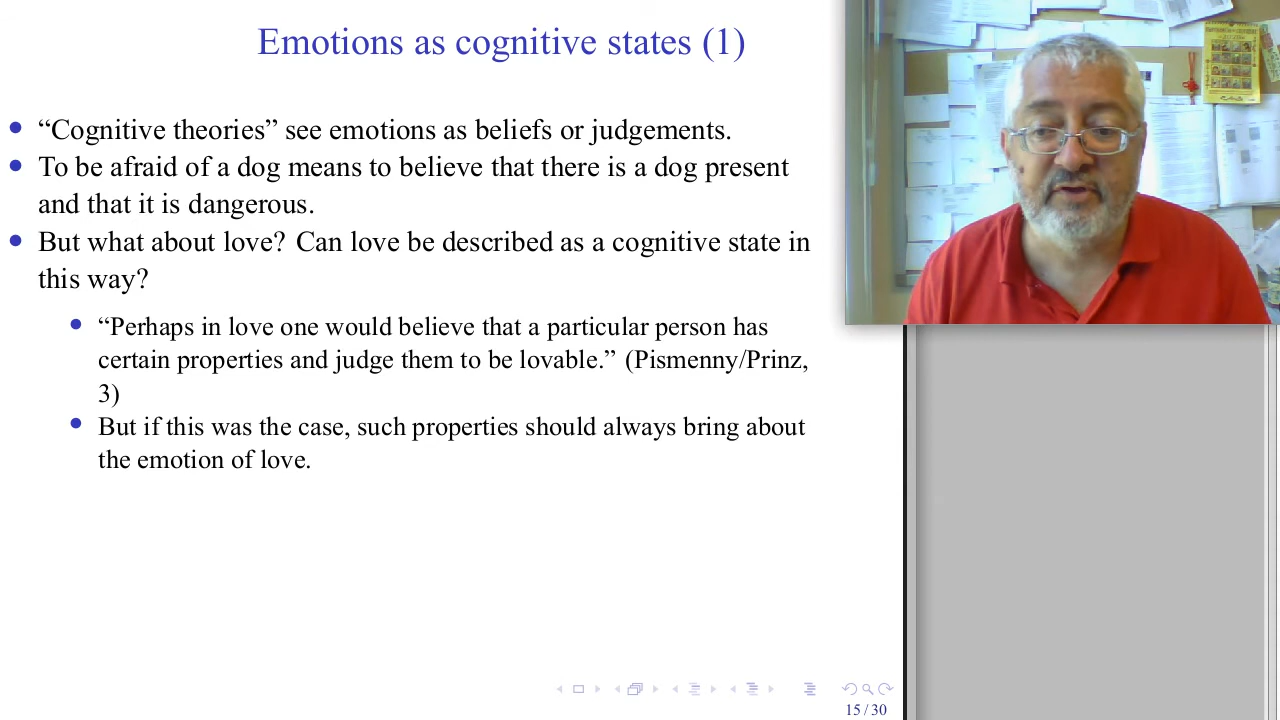 Emotions as cognitive states (1)
“Cognitive theories” see emotions as beliefs or judgements.
To be afraid of a dog means to believe that there is a dog present
and that it is dangerous.
But what about love? Can love be described as a cognitive state in
this way?
“Perhaps in love one would believe that a particular person has
certain properties and judge them to be lovable.” (Pismenny/Prinz,
3)
But if this was the case, such properties should always bring about
the emotion of love.
15 / 30